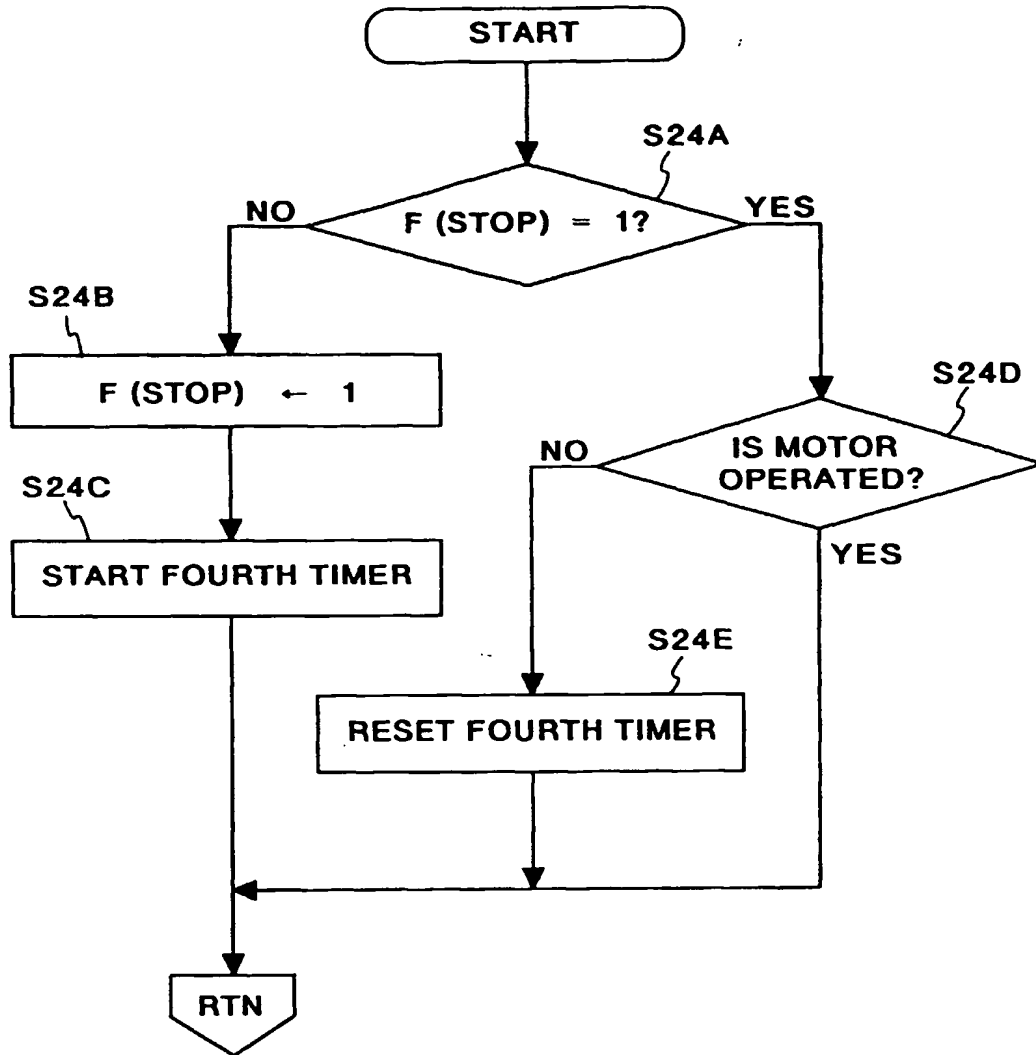 START
S24A
NO
F (STOP) = 1?
YES
S24B
F (STOP) ← 1
S24D
NO
IS MOTOR
OPERATED?
YES
S24C
START FOURTH TIMER
S24E
RESET FOURTH TIMER
RTN